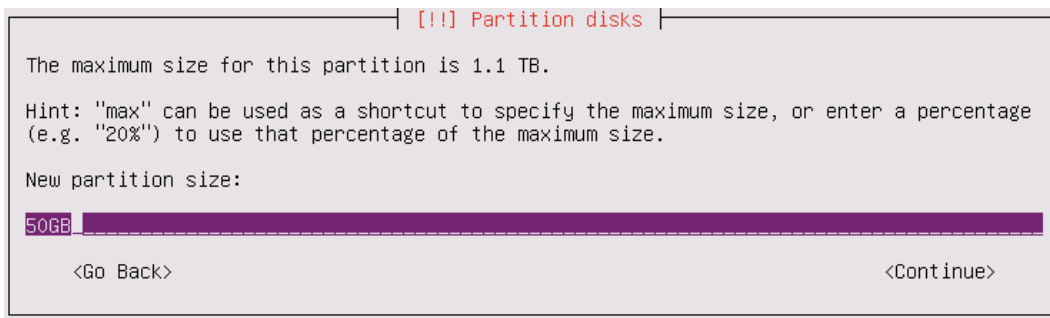 [!!] Partition disks
The maximum size for this partition is 1.1 TB.
Hint: "max" can be used as a shortcut to specify the maximum size, or enter a percentage
(e.g. "20%") to use that percentage of the maximum size.
New partition size:
50GB
<Go Back> <Continue>